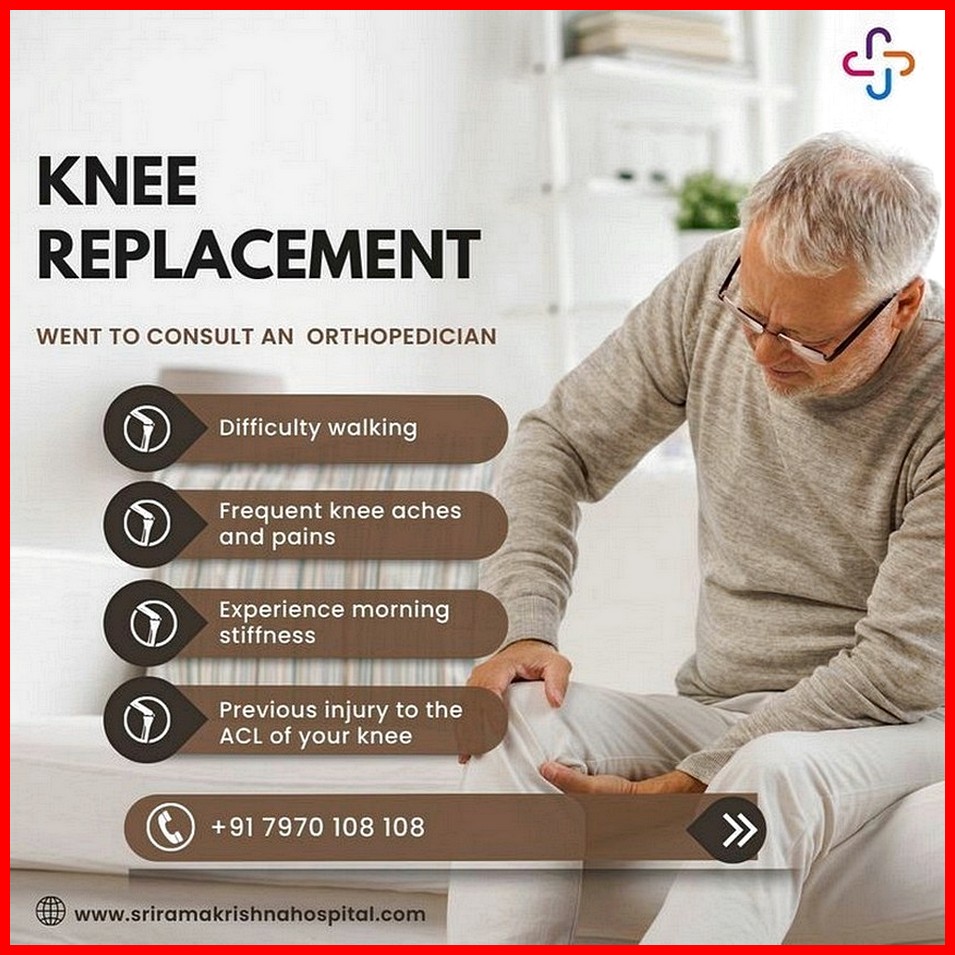 KNEE
REPLACEMENT
WENT TO CONSULT AN ORTHOPEDICIAN
Difficulty walking
Frequent knee aches
and pains
Experience morning
stiffness
Previous injury to the
ACL of your knee
+91 7970 108 108
www.sriramakrishnahospital.com